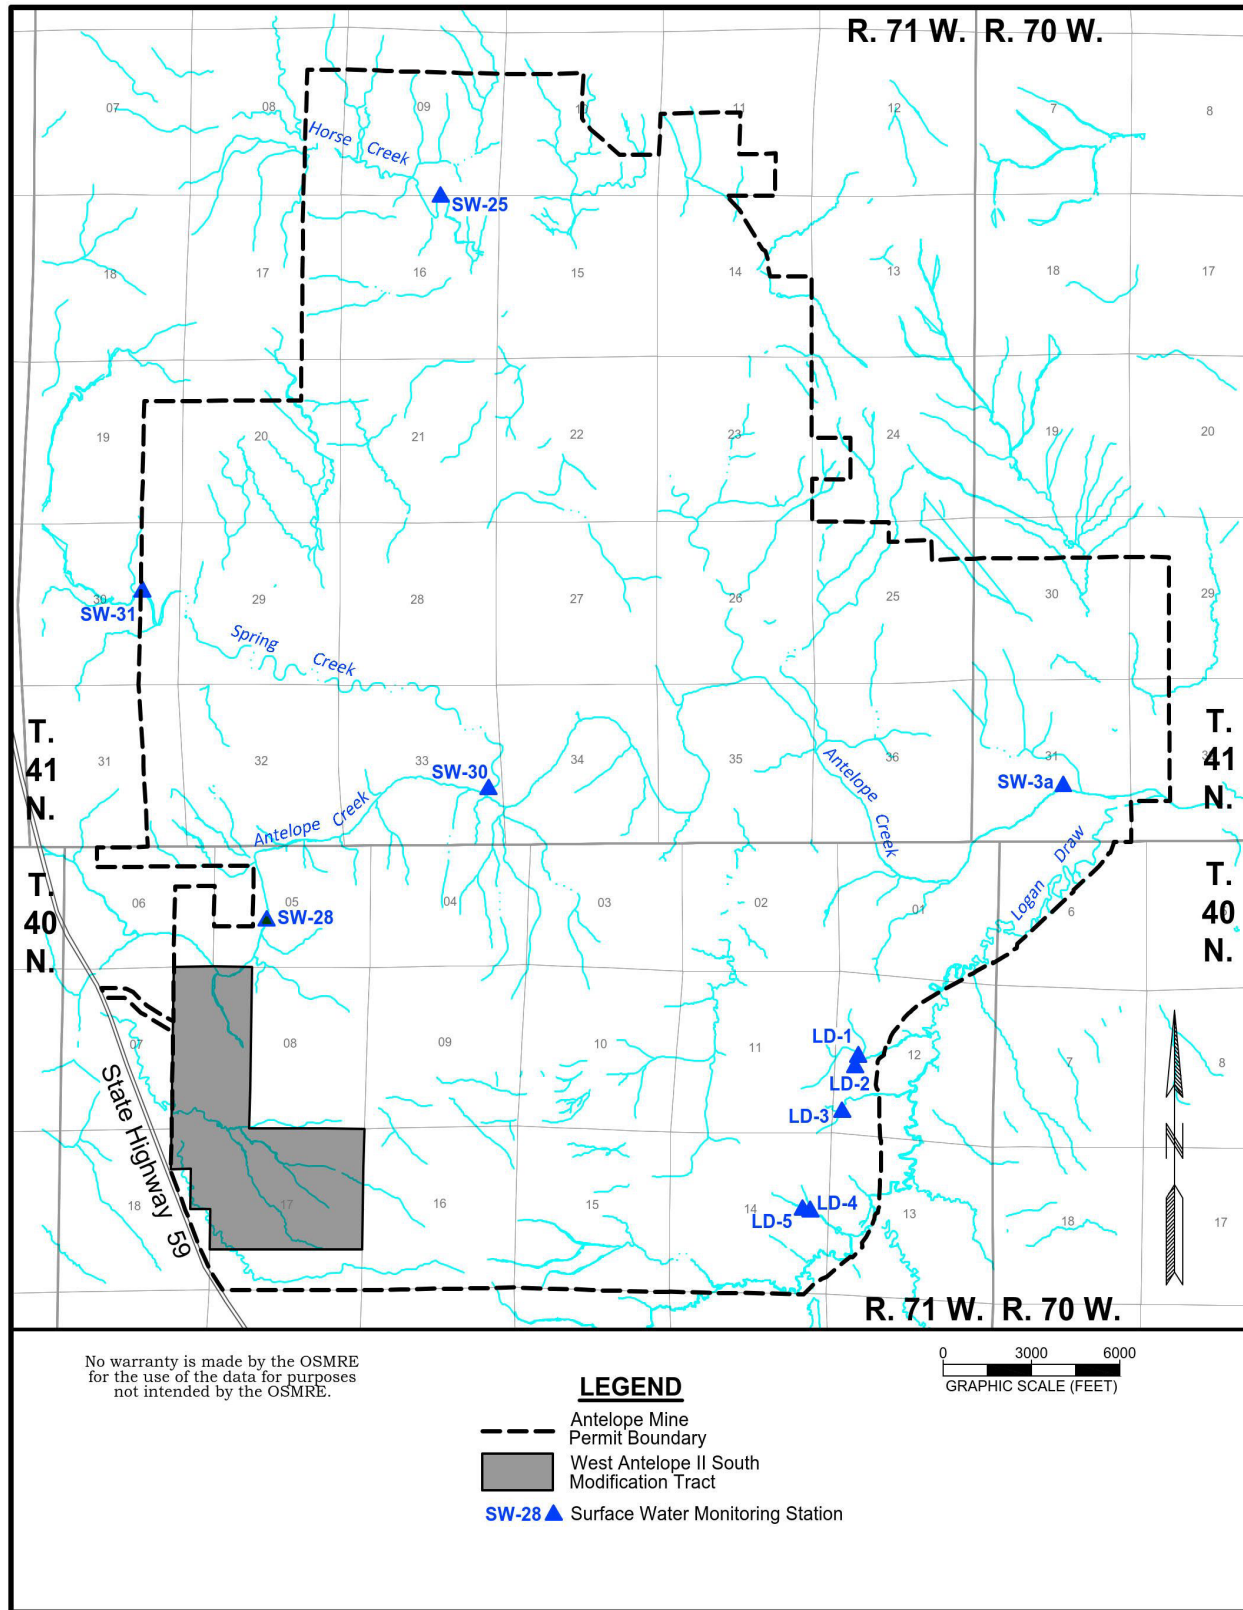 R. 71 W. R. 70 W.
07
08
09
10
11
12
7
8
Horse Creek
SW-25
18
17
16
15
14
13
18
17
19
20
21
22
23
24
19
20
30
SW-31
29
28
27
26
25
30
29
Spring Creek
T.
41
N.
31
32
33
SW-30
34
35
36
31
SW-3a
T.
41
N.
Antelope Creek
Antelope Creek
Logan Draw
T.
40
N.
06
05
SW-28
04
03
02
01
6
T.
40
N.
07
08
09
10
11
LD-1
LD-2
LD-3
12
7
8
State Highway 59
18
17
16
15
14
LD-5
LD-4
13
18
17
R. 71 W. R. 70 W.
No warranty is made by the OSMRE
for the use of the data for purposes
not intended by the OSMRE.
0 3000 6000
GRAPHIC SCALE (FEET)
LEGEND
Antelope Mine
Permit Boundary
West Antelope II South
Modification Tract
SW-28 Surface Water Monitoring Station